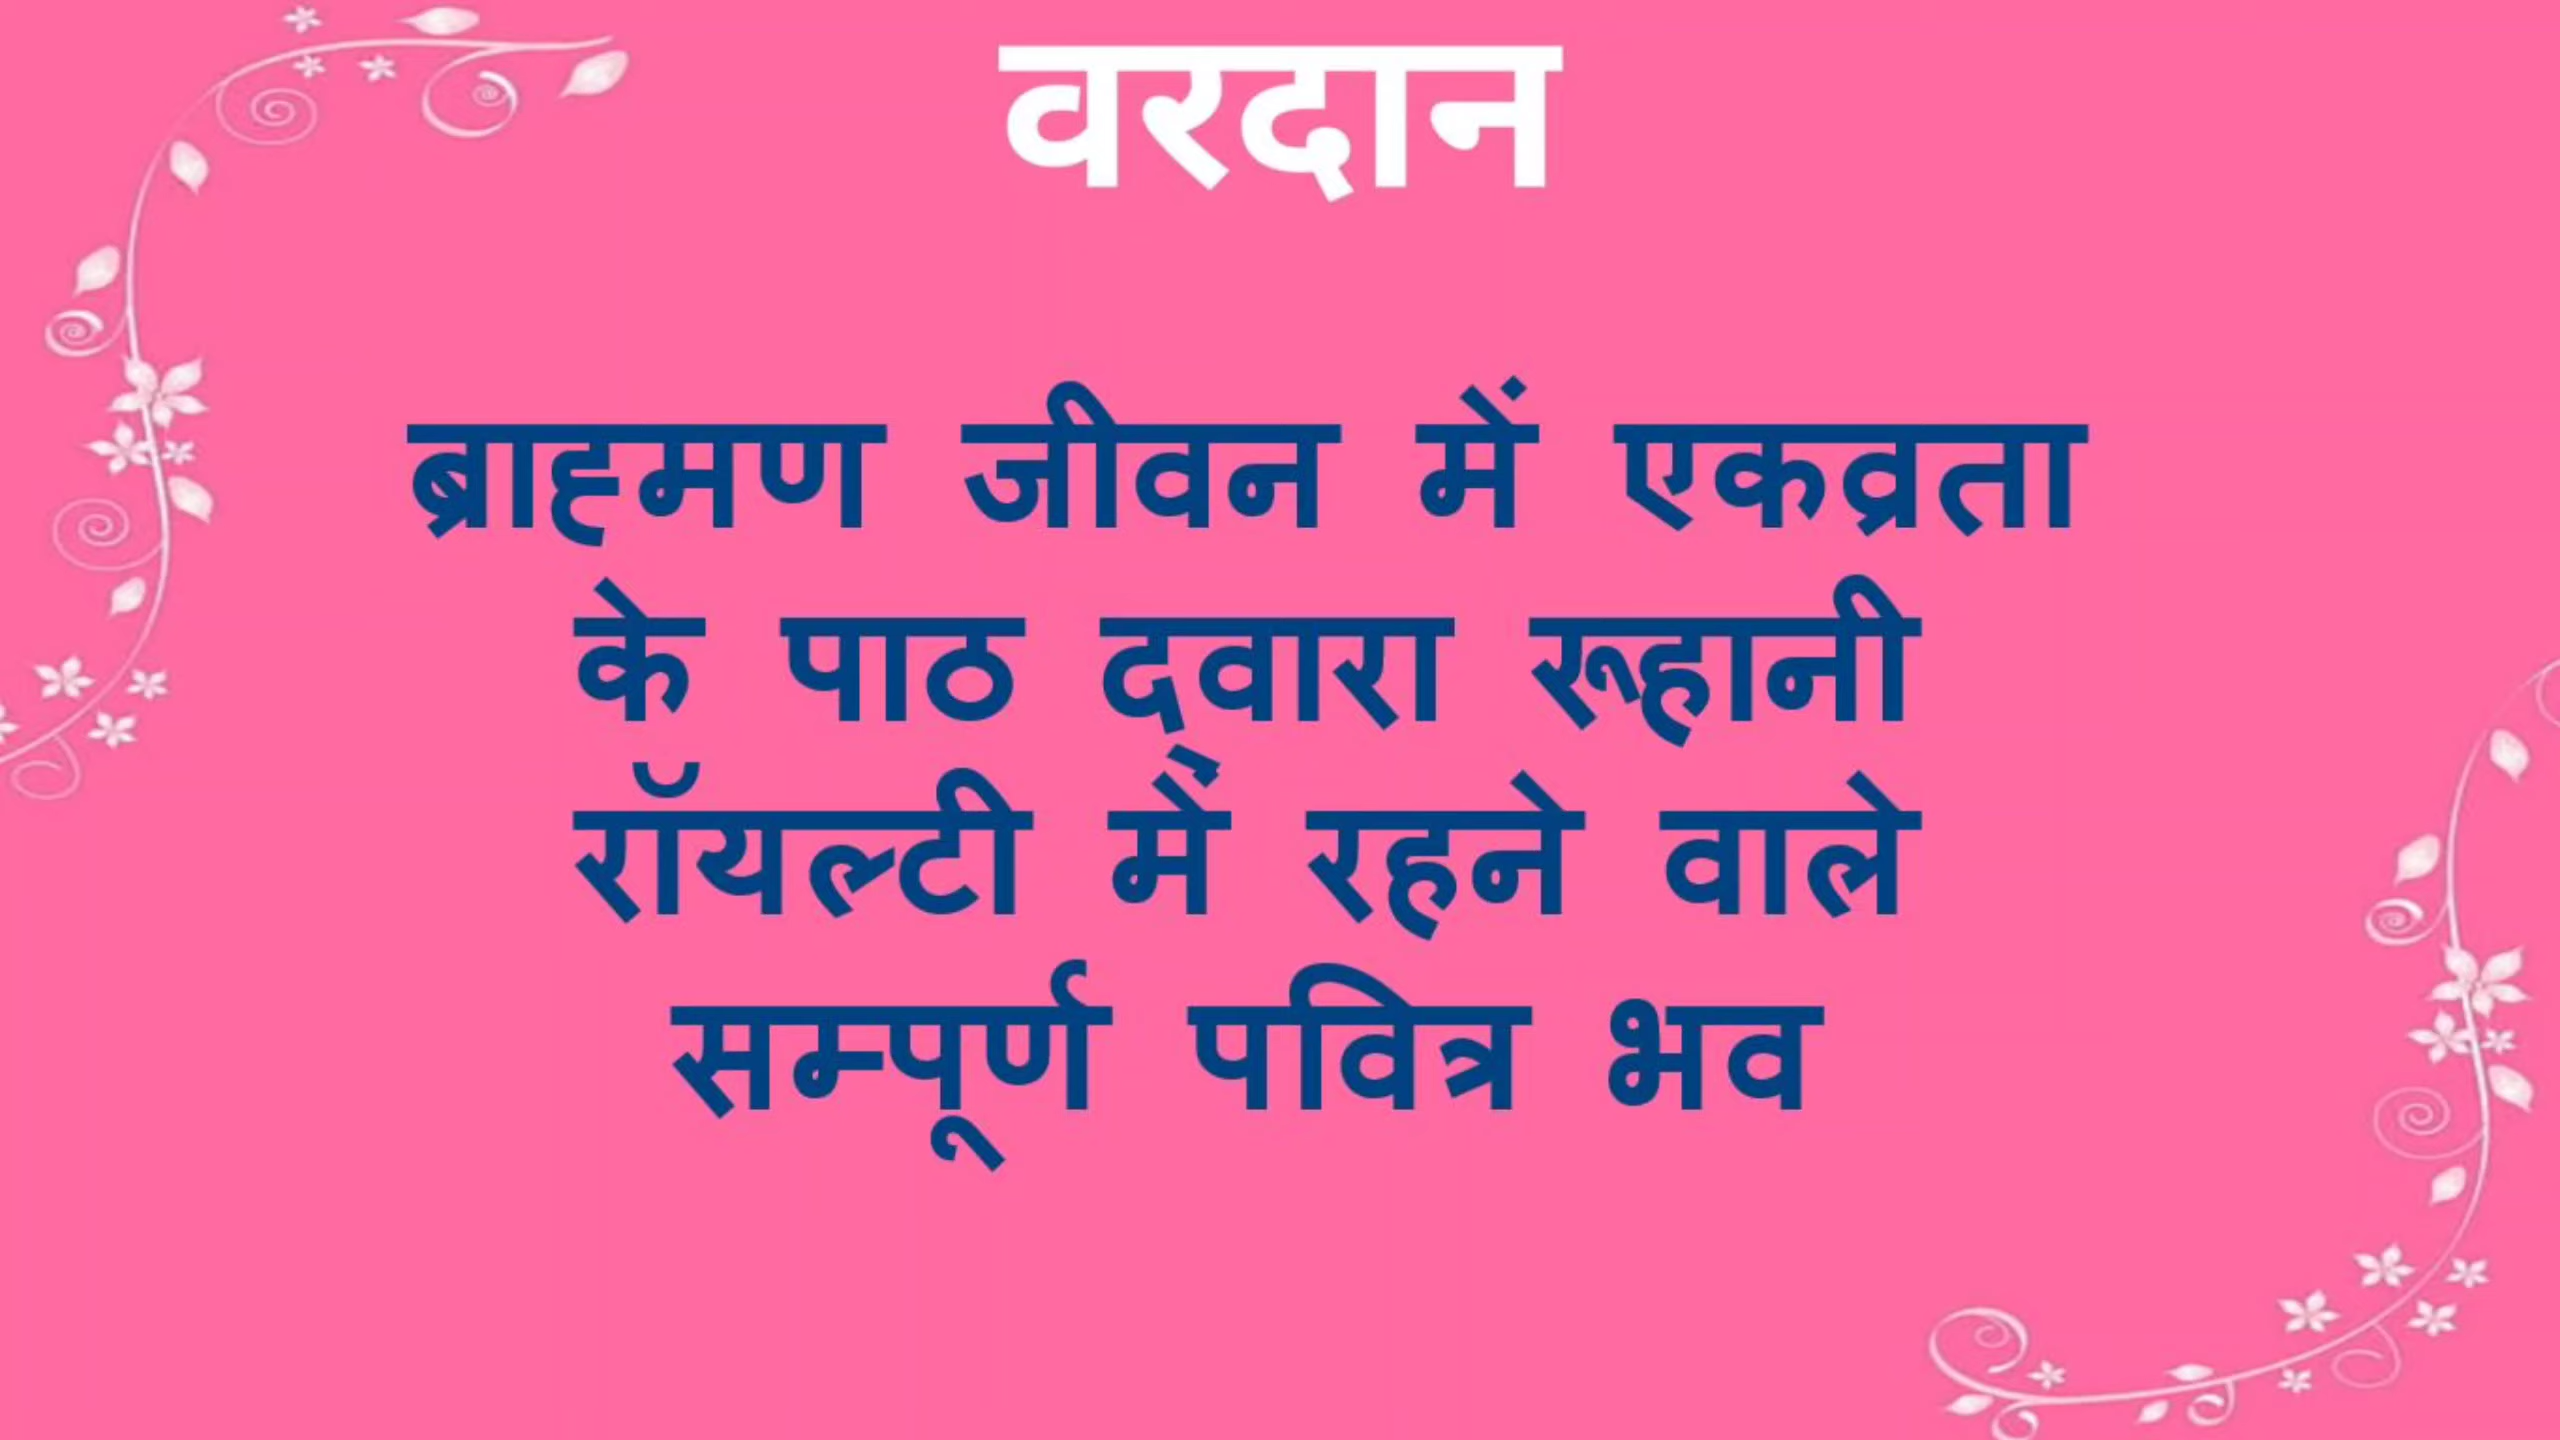 वरदान
ब्राह्मण जीवन में एकव्रता
के पाठ द्वारा रूहानी
रॉयल्टी में रहने वाले
सम्पूर्ण पवित्र भव